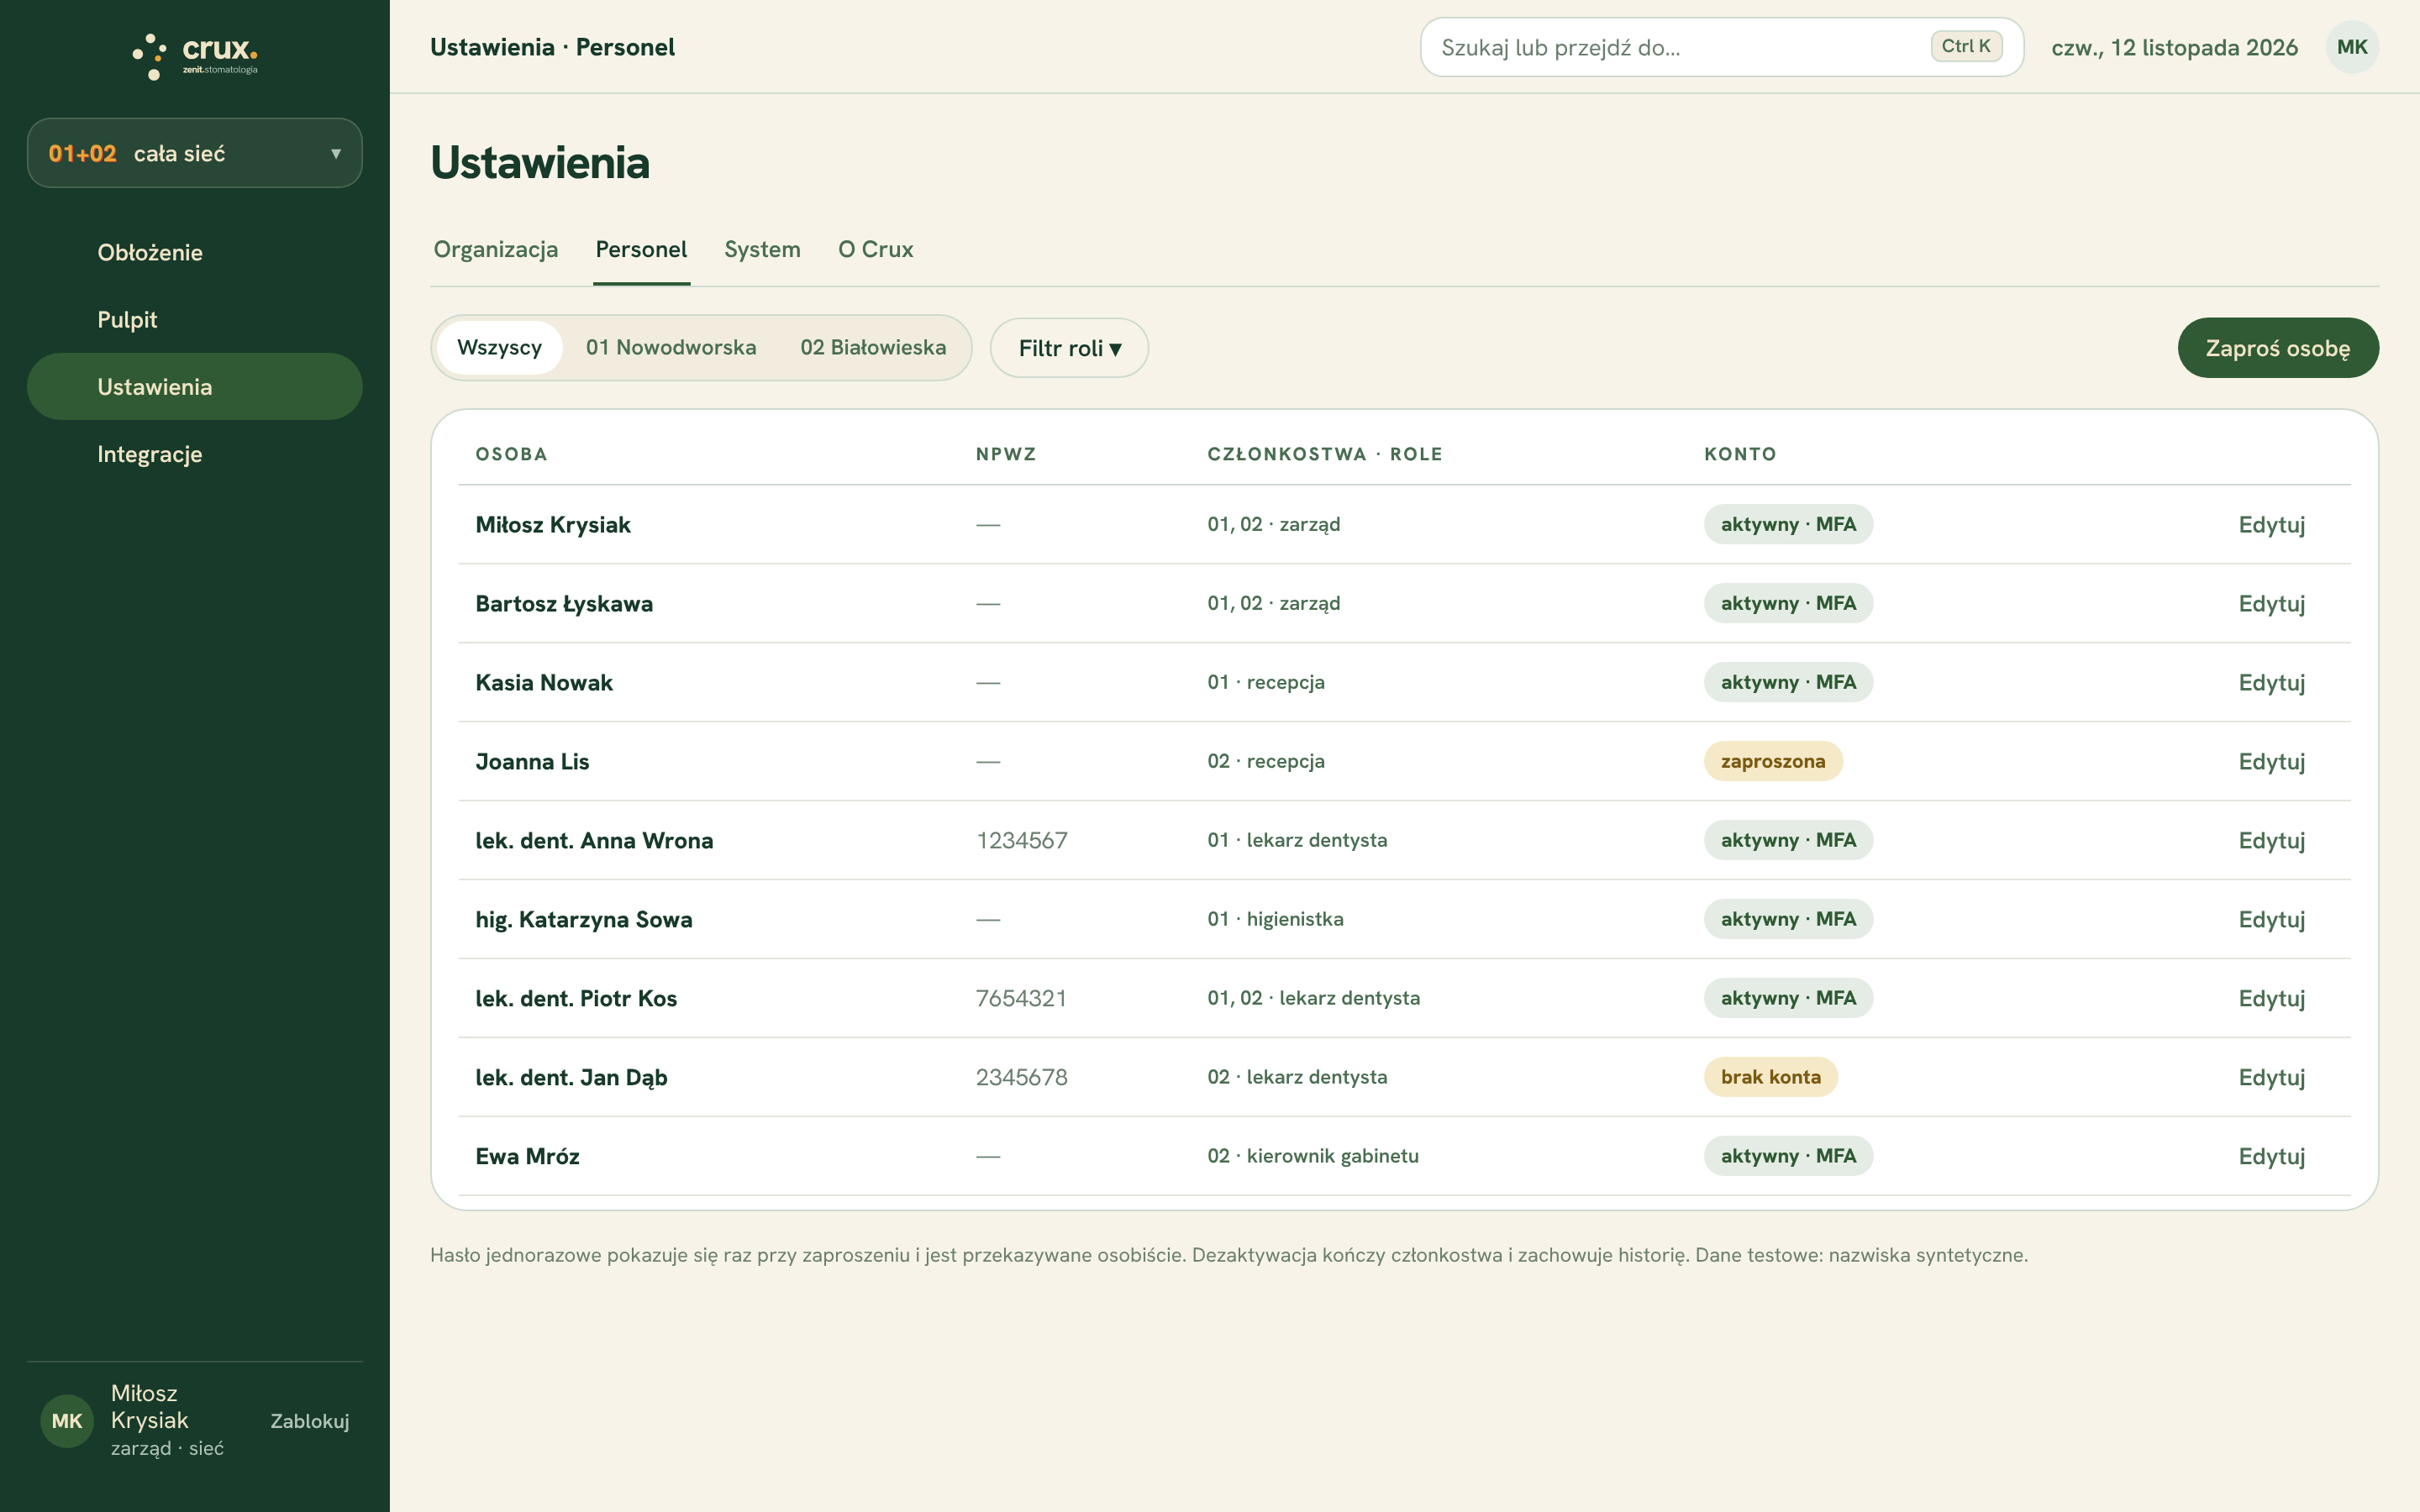 crux.
zenit.stomatologia
01+02 cała sieć ▾
Obłożenie
Pulpit
Ustawienia
Integracje
MK
Miłosz
Krysiak
zarząd · sieć
Zablokuj
Ustawienia · Personel
Szukaj lub przejdź do...
Ctrl K
czw., 12 listopada 2026
MK
Ustawienia
Organizacja Personel System O Crux
Wszyscy 01 Nowodworska 02 Białowieska Filtr roli ▾ Zaproś osobę
OSOBA NPWZ CZŁONKOSTWA · ROLE KONTO
Miłosz Krysiak — 01, 02 · zarząd aktywny · MFA Edytuj
Bartosz Łyskawa — 01, 02 · zarząd aktywny · MFA Edytuj
Kasia Nowak — 01 · recepcja aktywny · MFA Edytuj
Joanna Lis — 02 · recepcja zaproszona Edytuj
lek. dent. Anna Wrona 1234567 01 · lekarz dentysta aktywny · MFA Edytuj
hig. Katarzyna Sowa — 01 · higienistka aktywny · MFA Edytuj
lek. dent. Piotr Kos 7654321 01, 02 · lekarz dentysta aktywny · MFA Edytuj
lek. dent. Jan Dąb 2345678 02 · lekarz dentysta brak konta Edytuj
Ewa Mróz — 02 · kierownik gabinetu aktywny · MFA Edytuj
Hasło jednorazowe pokazuje się raz przy zaproszeniu i jest przekazywane osobiście. Dezaktywacja kończy członkostwa i zachowuje historię. Dane testowe: nazwiska syntetyczne.